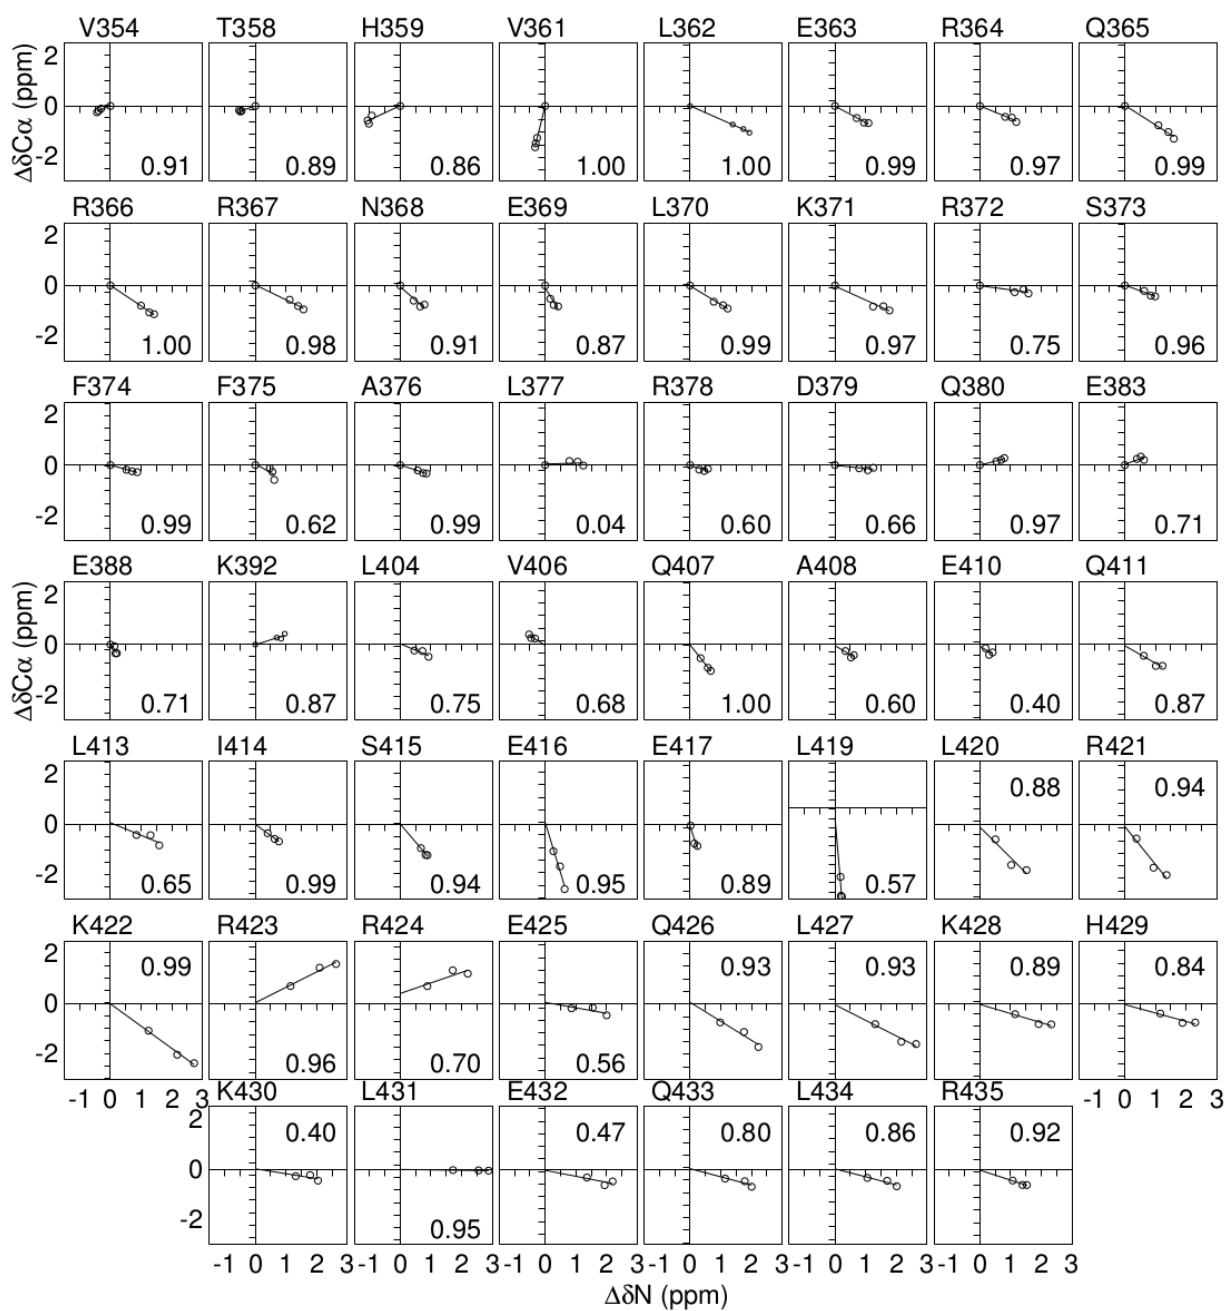 V354 T358 H359 V361 L362 E363 R364 Q365
ΔδCα (ppm)
2
0
-2
0.91 0.89 0.86 1.00 1.00 0.99 0.97 0.99
R366 R367 N368 E369 L370 K371 R372 S373
2
0
-2
1.00 0.98 0.91 0.87 0.99 0.97 0.75 0.96
F374 F375 A376 L377 R378 D379 Q380 E383
2
0
-2
0.99 0.62 0.99 0.04 0.60 0.66 0.97 0.71
E388 K392 L404 V406 Q407 A408 E410 Q411
ΔδCα (ppm)
2
0
-2
0.71 0.87 0.75 0.68 1.00 0.60 0.40 0.87
L413 I414 S415 E416 E417 L419 L420 R421
2
0.88 0.94
0
-2
0.65 0.99 0.94 0.95 0.89 0.57
K422 R423 R424 E425 Q426 L427 K428 H429
2
0.99 0.93 0.93 0.89 0.84
0
-2
0.96 0.70 0.56
-1 0 1 2 3 -1 0 1 2 3
K430 L431 E432 Q433 L434 R435
2
0.40 0.47 0.80 0.86 0.92
0
-2
0.95
-1 0 1 2 3 -1 0 1 2 3 -1 0 1 2 3 -1 0 1 2 3 -1 0 1 2 3 -1 0 1 2 3
ΔδN (ppm)